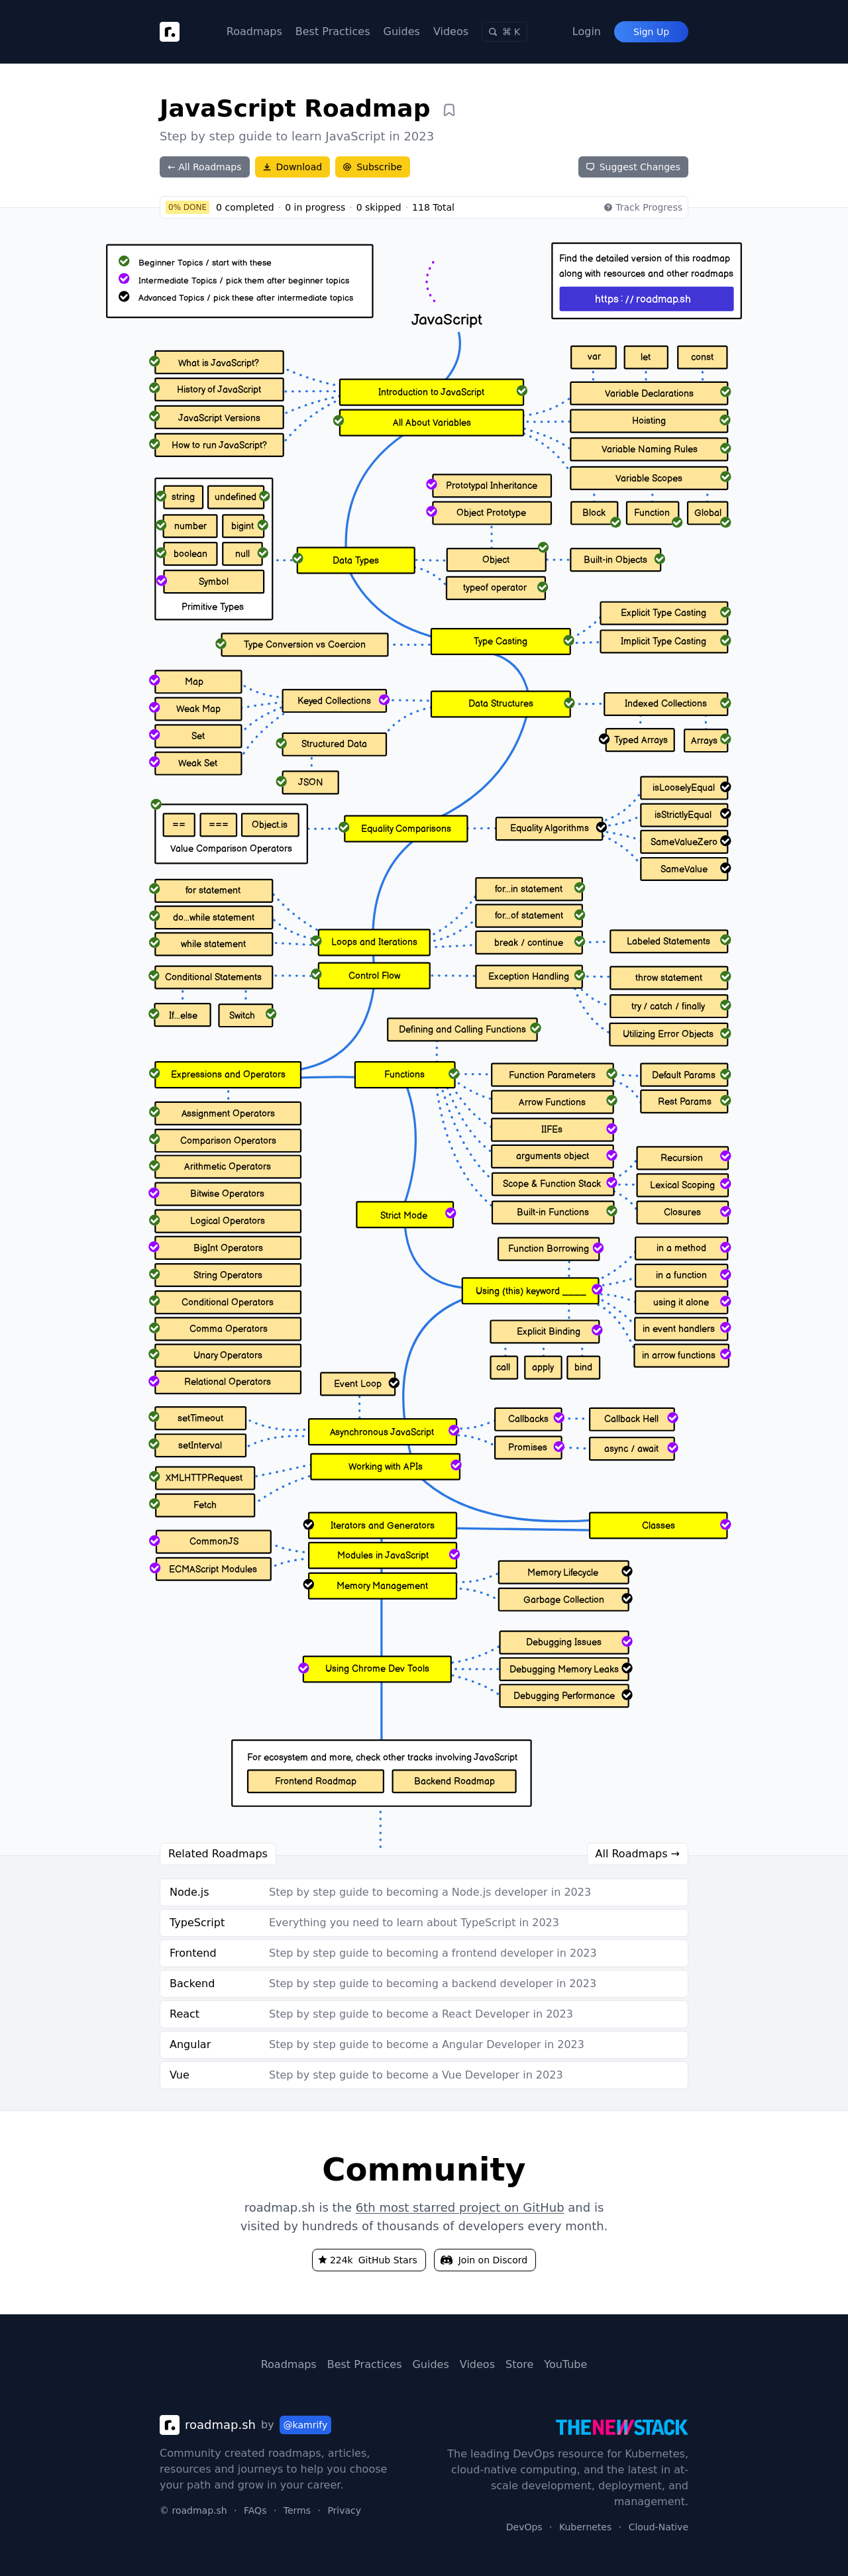 Roadmaps
Best Practices
Guides
Videos
⌘ K
Login
Sign Up
JavaScript Roadmap
Step by step guide to learn JavaScript in 2023
← All Roadmaps
Download
Subscribe
Suggest Changes
0% DONE
0 completed · 0 in progress · 0 skipped · 118 Total
Track Progress
Beginner Topics / start with these
Intermediate Topics / pick them after beginner topics
Advanced Topics / pick these after intermediate topics
Find the detailed version of this roadmap
along with resources and other roadmaps
https://roadmap.sh
JavaScript
What is JavaScript?
History of JavaScript
JavaScript Versions
How to run JavaScript?
Introduction to JavaScript
All About Variables
var
let
const
Variable Declarations
Hoisting
Variable Naming Rules
Variable Scopes
Block
Function
Global
string
undefined
number
bigint
boolean
null
Symbol
Primitive Types
Prototypal Inheritance
Object Prototype
Data Types
Object
Built-in Objects
typeof operator
Type Conversion vs Coercion
Type Casting
Explicit Type Casting
Implicit Type Casting
Map
Weak Map
Set
Weak Set
Keyed Collections
Structured Data
JSON
Data Structures
Indexed Collections
Typed Arrays
Arrays
==
===
Object.is
Value Comparison Operators
Equality Comparisons
Equality Algorithms
isLooselyEqual
isStrictlyEqual
SameValueZero
SameValue
for statement
do...while statement
while statement
Loops and Iterations
for...in statement
for...of statement
break / continue
Labeled Statements
Conditional Statements
If...else
Switch
Control Flow
Exception Handling
throw statement
try / catch / finally
Utilizing Error Objects
Defining and Calling Functions
Expressions and Operators
Functions
Function Parameters
Default Params
Rest Params
Arrow Functions
IIFEs
arguments object
Scope & Function Stack
Built-in Functions
Recursion
Lexical Scoping
Closures
Assignment Operators
Comparison Operators
Arithmetic Operators
Bitwise Operators
Logical Operators
BigInt Operators
String Operators
Conditional Operators
Comma Operators
Unary Operators
Relational Operators
Strict Mode
Function Borrowing
Using (this) keyword ____
Explicit Binding
call
apply
bind
in a method
in a function
using it alone
in event handlers
in arrow functions
Event Loop
setTimeout
setInterval
Asynchronous JavaScript
Callbacks
Callback Hell
Promises
async / await
XMLHTTPRequest
Fetch
Working with APIs
Iterators and Generators
Classes
CommonJS
ECMAScript Modules
Modules in JavaScript
Memory Management
Memory Lifecycle
Garbage Collection
Using Chrome Dev Tools
Debugging Issues
Debugging Memory Leaks
Debugging Performance
For ecosystem and more, check other tracks involving JavaScript
Frontend Roadmap
Backend Roadmap
Related Roadmaps
All Roadmaps →
Node.js
Step by step guide to becoming a Node.js developer in 2023
TypeScript
Everything you need to learn about TypeScript in 2023
Frontend
Step by step guide to becoming a frontend developer in 2023
Backend
Step by step guide to becoming a backend developer in 2023
React
Step by step guide to become a React Developer in 2023
Angular
Step by step guide to become a Angular Developer in 2023
Vue
Step by step guide to become a Vue Developer in 2023
Community
roadmap.sh is the 6th most starred project on GitHub and is
visited by hundreds of thousands of developers every month.
224k GitHub Stars
Join on Discord
Roadmaps
Best Practices
Guides
Videos
Store
YouTube
roadmap.sh by @kamrify
Community created roadmaps, articles,
resources and journeys to help you choose
your path and grow in your career.
© roadmap.sh · FAQs · Terms · Privacy
THENEWSTACK
The leading DevOps resource for Kubernetes,
cloud-native computing, and the latest in at-
scale development, deployment, and
management.
DevOps · Kubernetes · Cloud-Native